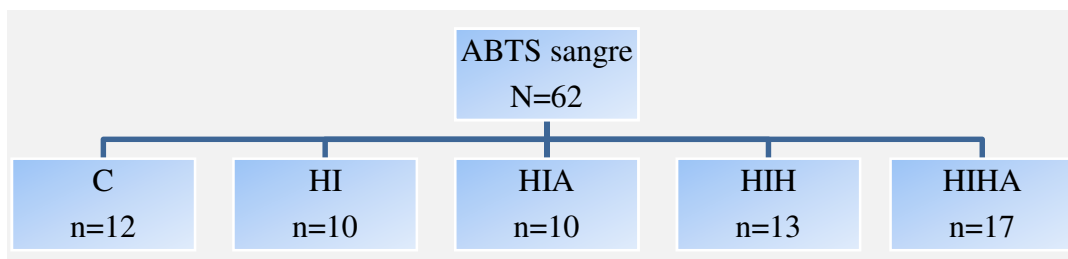 ABTS sangre
N=62
C
n=12
HI
n=10
HIA
n=10
HIH
n=13
HIHA
n=17